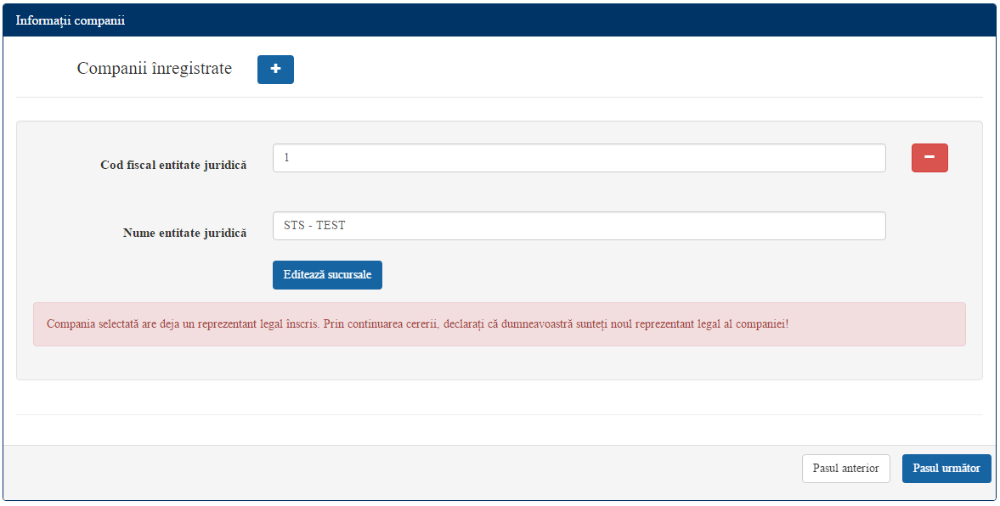 Informații companii
Companii înregistrate
Cod fiscal entitate juridică
1
Nume entitate juridică
STS - TEST
Editează sucursale
Compania selectată are deja un reprezentant legal înscris. Prin continuarea cererii, declarați că dumneavoastră sunteți noul reprezentant legal al companiei!
Pasul anterior
Pasul următor